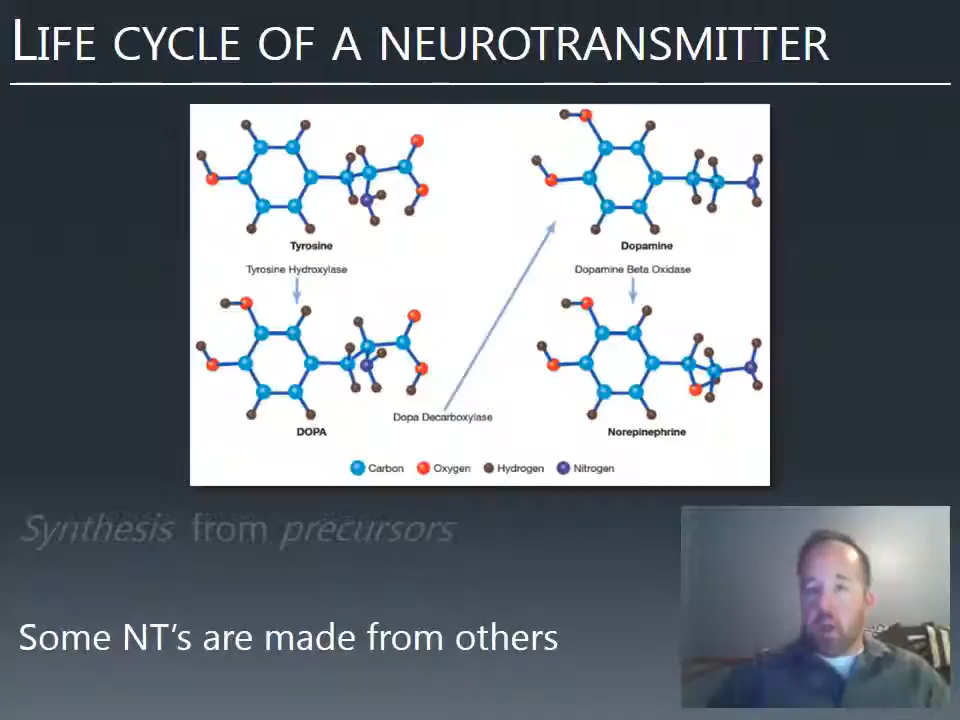 LIFE CYCLE OF A NEUROTRANSMITTER
Tyrosine
Tyrosine Hydroxylase
DOPA
Dopa Decarboxylase
Dopamine
Dopamine Beta Oxidase
Norepinephrine
Carbon Oxygen Hydrogen Nitrogen
Synthesis from precursors
Some NT's are made from others